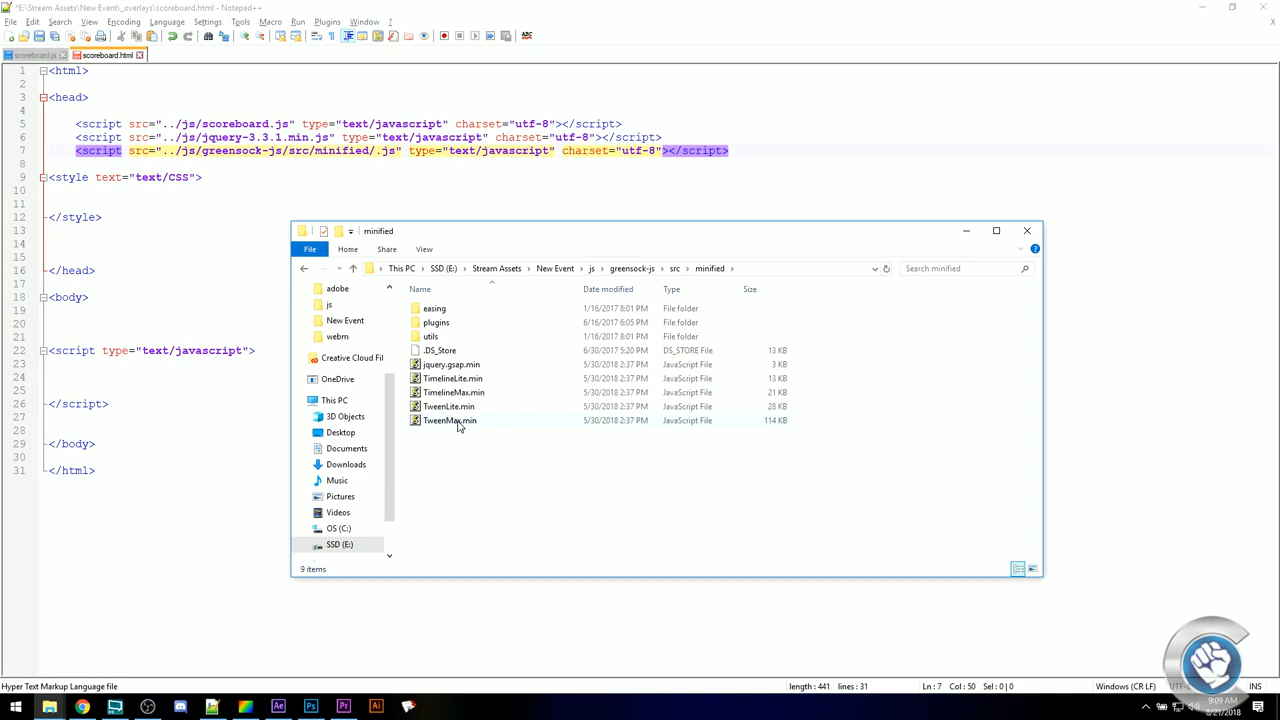 *E:\Stream Assets\New Event\_overlays\scoreboard.html - Notepad++
File Edit Search View Encoding Language Settings Tools Macro Run Plugins Window ?
X
ABC
scoreboard.js scoreboard.html
1 <html>
2
3 <head>
4
5 <script src="../js/scoreboard.js" type="text/javascript" charset="utf-8"></script>
6 <script src="../js/jquery-3.3.1.min.js" type="text/javascript" charset="utf-8"></script>
7 <script src="../js/greensock-js/src/minified/.js" type="text/javascript" charset="utf-8"></script>
8
9 <style text="text/CSS">
10
11
12 </style>
13
14
15
16 </head>
17
18 <body>
19
20
21
22 <script type="text/javascript">
23
24
25
26 </script>
27
28
29 </body>
30
31 </html>
minified
File Home Share View
This PC > SSD (E:) > Stream Assets > New Event > js > greensock-js > src > minified >
Search minified
Name Date modified Type Size
adobe
js
New Event
webm
Creative Cloud Fil
OneDrive
This PC
3D Objects
Desktop
Documents
Downloads
Music
Pictures
Videos
OS (C:)
SSD (E:)
easing 1/16/2017 8:01 PM File folder
plugins 6/16/2017 6:05 PM File folder
utils 1/16/2017 8:01 PM File folder
.DS_Store 6/30/2017 5:20 PM DS_STORE File 13 KB
jquery.gsap.min 5/30/2018 2:37 PM JavaScript File 3 KB
TimelineLite.min 5/30/2018 2:37 PM JavaScript File 13 KB
TimelineMax.min 5/30/2018 2:37 PM JavaScript File 21 KB
TweenLite.min 5/30/2018 2:37 PM JavaScript File 28 KB
TweenMax.min 5/30/2018 2:37 PM JavaScript File 114 KB
9 items
Hyper Text Markup Language file length : 441 lines : 31 Ln : 7 Col : 50 Sel : 0 | 0 Windows (CR LF) INS
Ae Ps Pr Ai
9:09 AM
8/21/2018